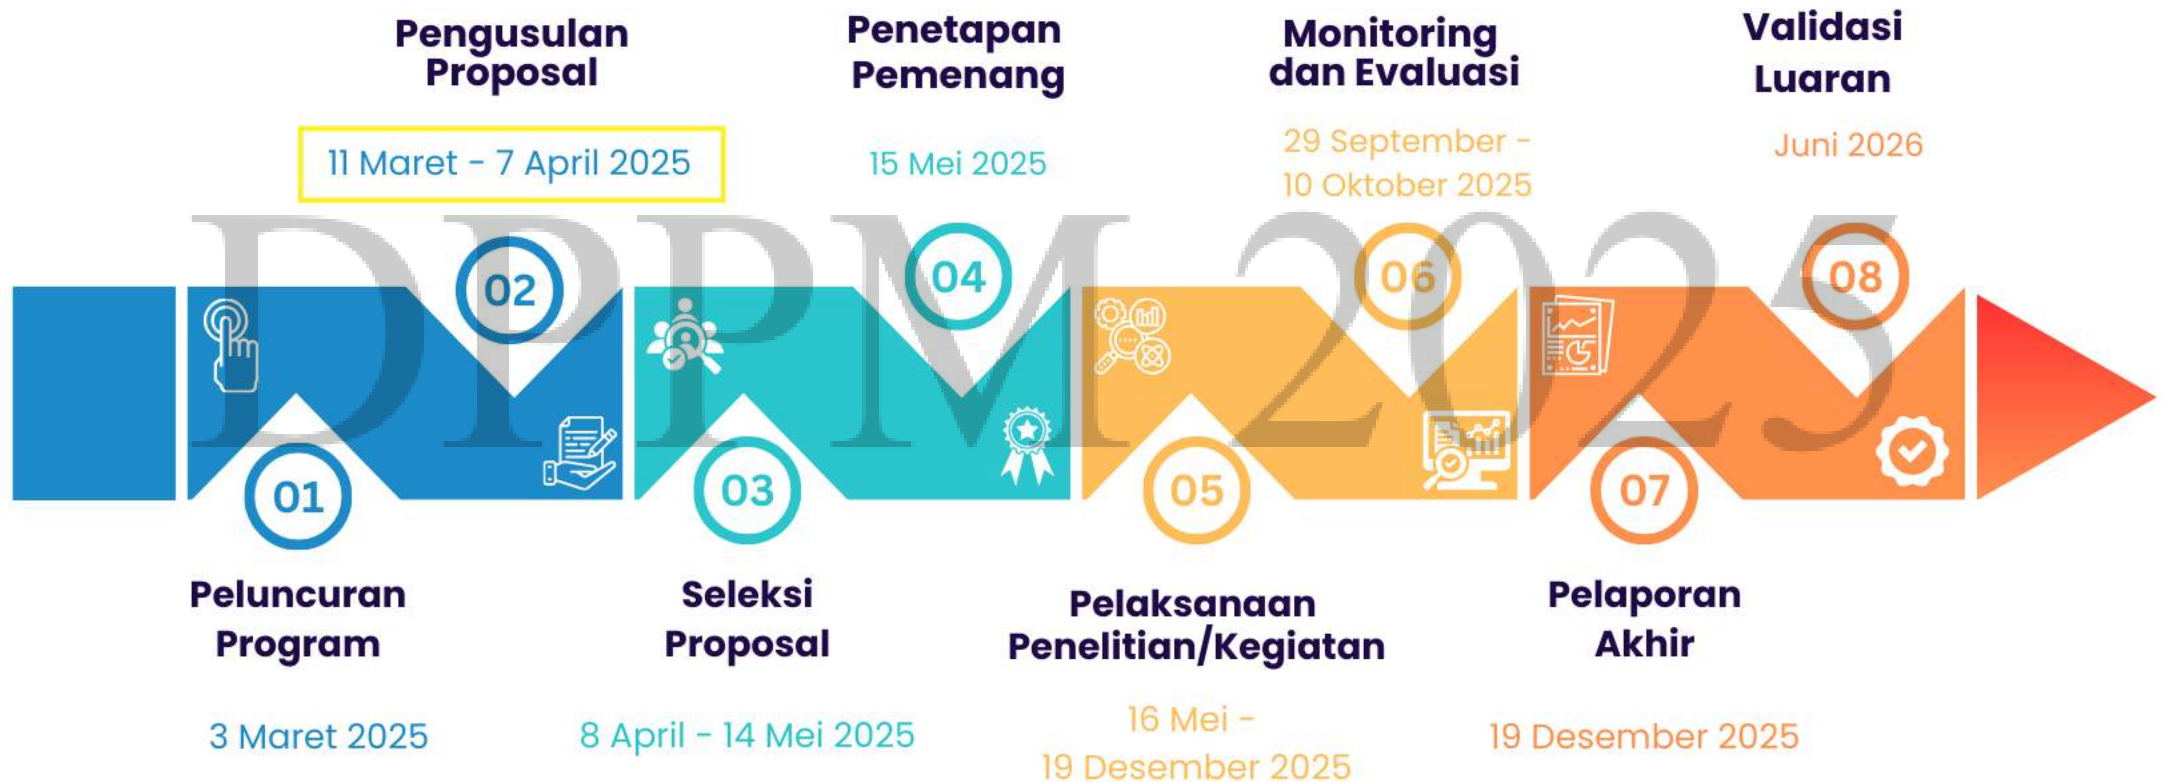 Pengusulan
Proposal
11 Maret - 7 April 2025
Penetapan
Pemenang
15 Mei 2025
Monitoring
dan Evaluasi
29 September -
10 Oktober 2025
Validasi
Luaran
Juni 2026
02
04
06
08
DPPM 2025
01
03
05
07
Peluncuran
Program
3 Maret 2025
Seleksi
Proposal
8 April - 14 Mei 2025
Pelaksanaan
Penelitian/Kegiatan
16 Mei -
19 Desember 2025
Pelaporan
Akhir
19 Desember 2025